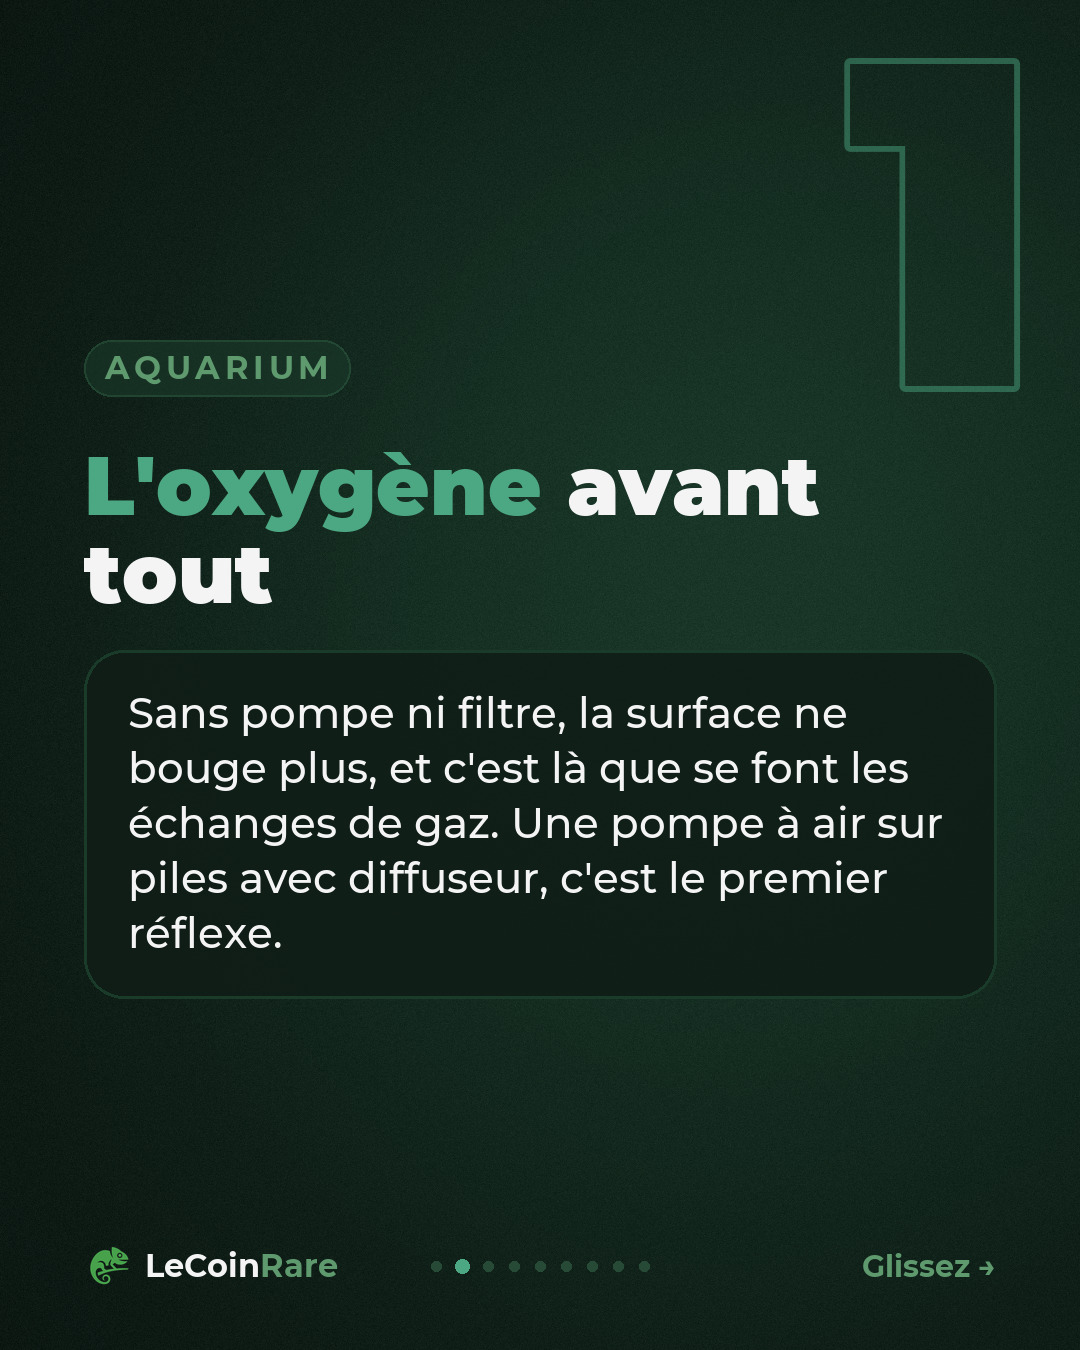 1
AQUARIUM
L'oxygène avant
tout
Sans pompe ni filtre, la surface ne
bouge plus, et c'est là que se font les
échanges de gaz. Une pompe à air sur
piles avec diffuseur, c'est le premier
réflexe.
LeCoinRare
Glissez →